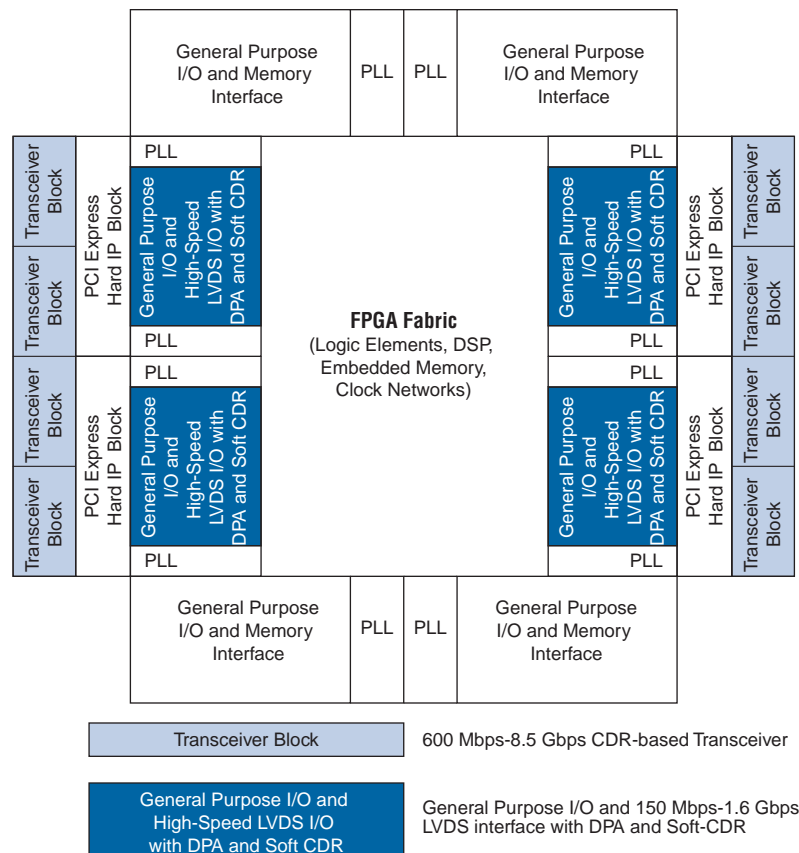 General Purpose
I/O and Memory
Interface
PLL
PLL
General Purpose
I/O and Memory
Interface
Transceiver
Block
Transceiver
Block
Transceiver
Block
Transceiver
Block
PCI Express
Hard IP Block
PCI Express
Hard IP Block
PLL
General Purpose
I/O and
High-Speed
LVDS I/O with
DPA and Soft CDR
PLL
PLL
General Purpose
I/O and
High-Speed
LVDS I/O with
DPA and Soft CDR
PLL
FPGA Fabric
(Logic Elements, DSP,
Embedded Memory,
Clock Networks)
PLL
General Purpose
I/O and
High-Speed
LVDS I/O with
DPA and Soft CDR
PLL
PLL
General Purpose
I/O and
High-Speed
LVDS I/O with
DPA and Soft CDR
PLL
PCI Express
Hard IP Block
PCI Express
Hard IP Block
Transceiver
Block
Transceiver
Block
Transceiver
Block
Transceiver
Block
General Purpose
I/O and Memory
Interface
PLL
PLL
General Purpose
I/O and Memory
Interface
Transceiver Block
600 Mbps-8.5 Gbps CDR-based Transceiver
General Purpose I/O and
High-Speed LVDS I/O
with DPA and Soft CDR
General Purpose I/O and 150 Mbps-1.6 Gbps
LVDS interface with DPA and Soft-CDR